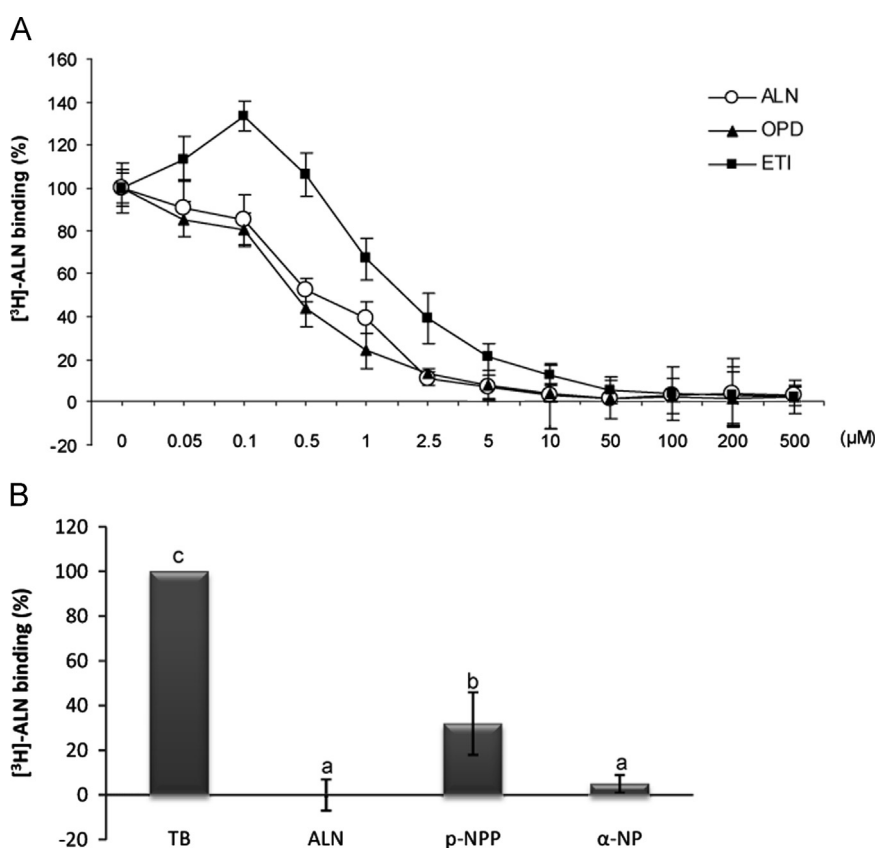 A
[³H]-ALN binding (%)
160
140
120
100
80
60
40
20
0
-20
ALN
OPD
ETI
0 0.05 0.1 0.5 1 2.5 5 10 50 100 200 500 (µM)
B
[³H]-ALN binding (%)
120
100
80
60
40
20
0
-20
c
a
b
a
TB ALN p-NPP α-NP